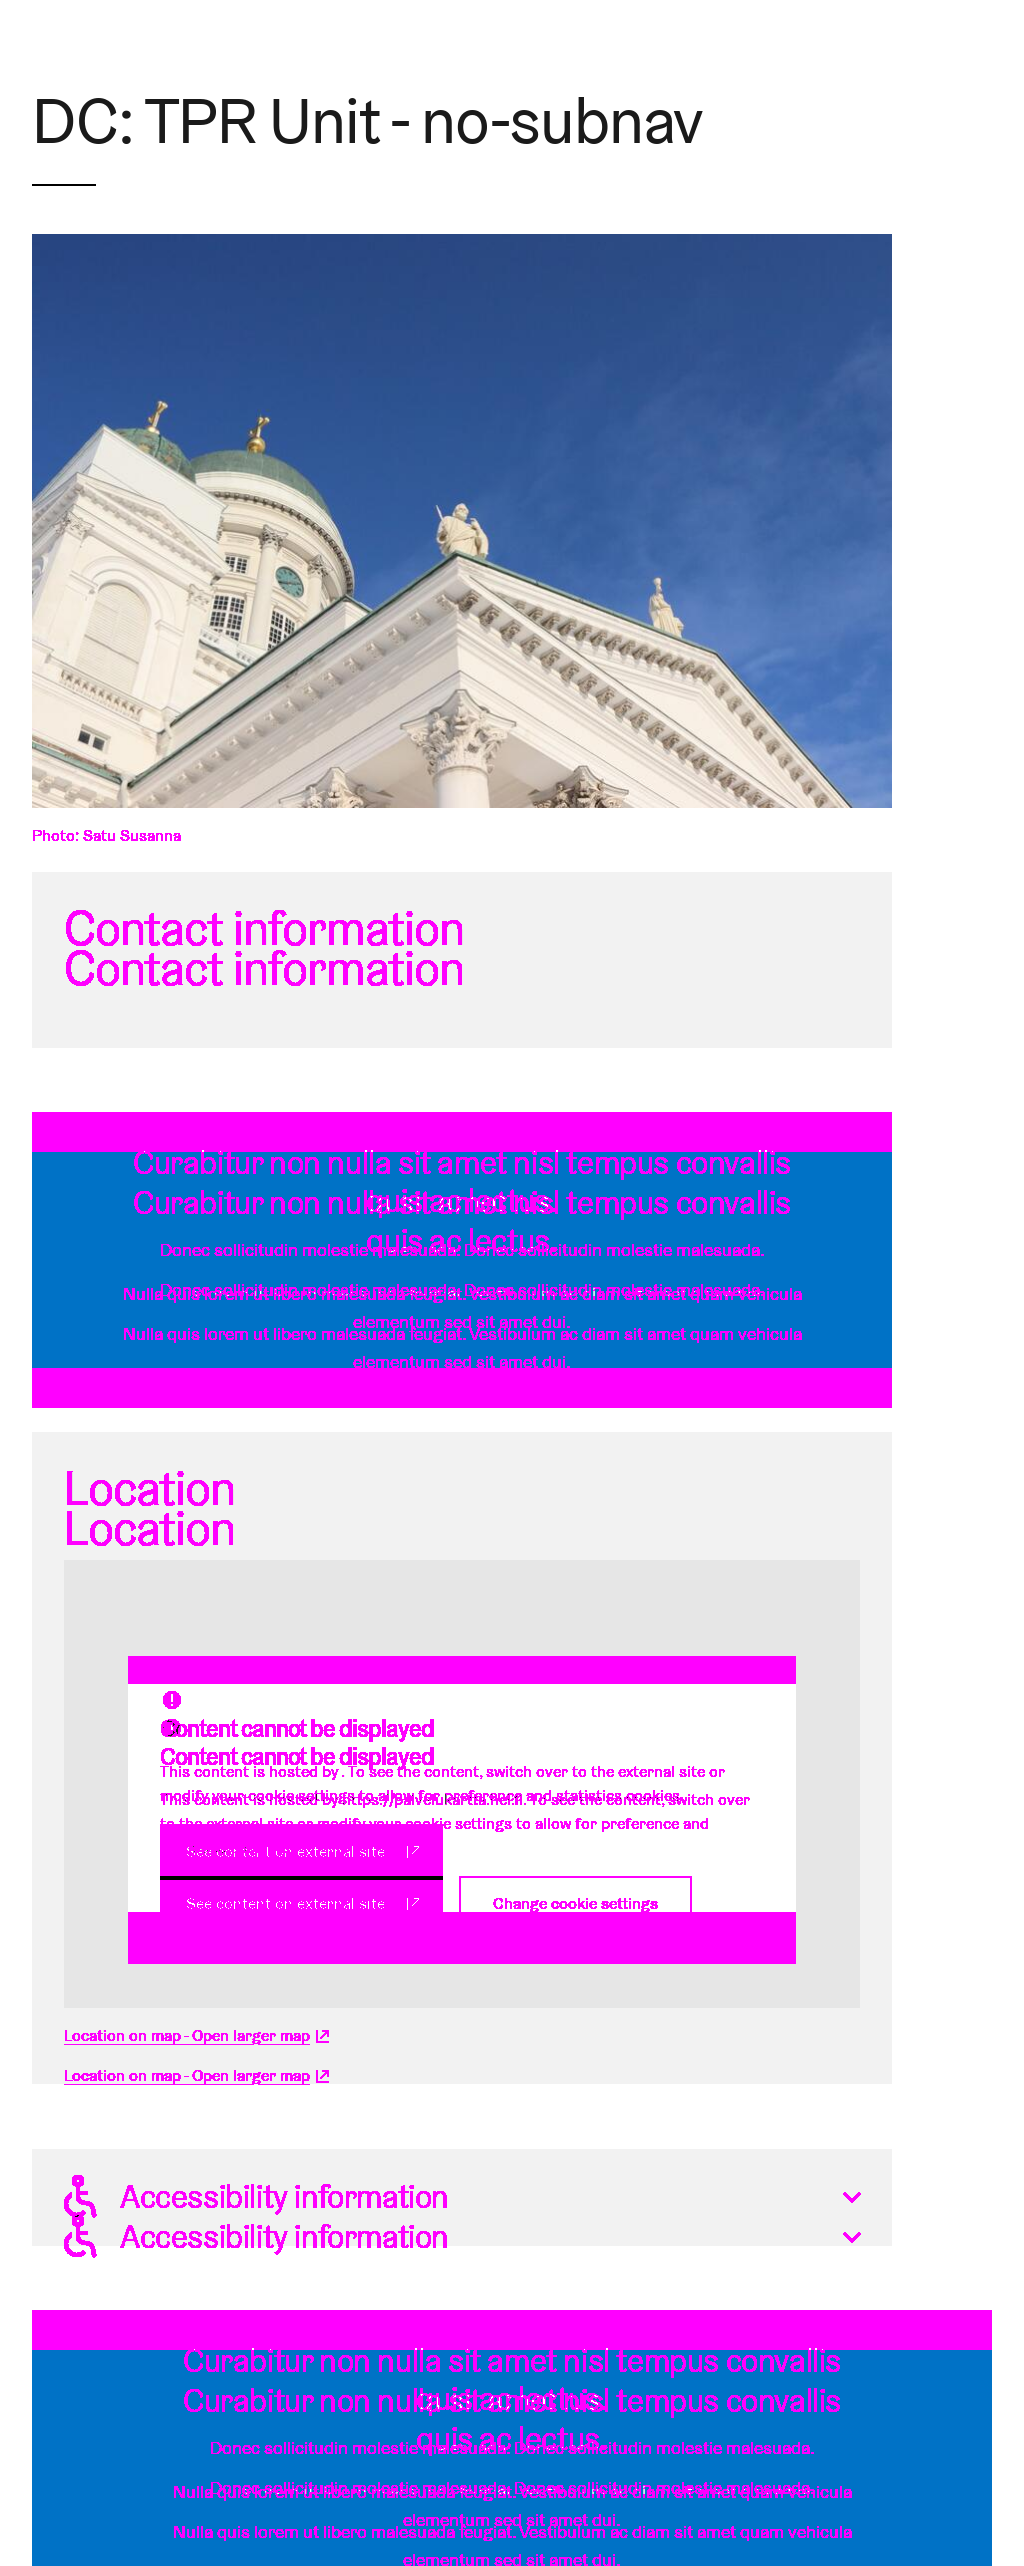 DC: TPR Unit - no-subnav
Photo: Satu Susanna
Contact information
Contact information
Curabitur non nulla sit amet nisl tempus convallis
quis ac lectus
Curabitur non nulla sit amet nisl tempus convallis
quis ac lectus
Donec sollicitudin molestie malesuada. Donec sollicitudin molestie malesuada.
Donec sollicitudin molestie malesuada. Donec sollicitudin molestie malesuada.
Nulla quis lorem ut libero malesuada feugiat. Vestibulum ac diam sit amet quam vehicula
elementum sed sit amet dui.
Nulla quis lorem ut libero malesuada feugiat. Vestibulum ac diam sit amet quam vehicula
elementum sed sit amet dui.
Location
Location
Content cannot be displayed
Content cannot be displayed
This content is hosted by . To see the content, switch over to the external site or
modify your cookie settings to allow for preference and statistics cookies.
This content is hosted by https://palvelukartta.hel.fi. To see the content, switch over
to the external site or modify your cookie settings to allow for preference and
See content on external site
See content on external site
Change cookie settings
Location on map - Open larger map
Location on map - Open larger map
Accessibility information
Accessibility information
Curabitur non nulla sit amet nisl tempus convallis
quis ac lectus
Curabitur non nulla sit amet nisl tempus convallis
quis ac lectus
Donec sollicitudin molestie malesuada. Donec sollicitudin molestie malesuada.
Donec sollicitudin molestie malesuada. Donec sollicitudin molestie malesuada.
Nulla quis lorem ut libero malesuada feugiat. Vestibulum ac diam sit amet quam vehicula
elementum sed sit amet dui.
Nulla quis lorem ut libero malesuada feugiat. Vestibulum ac diam sit amet quam vehicula
elementum sed sit amet dui.